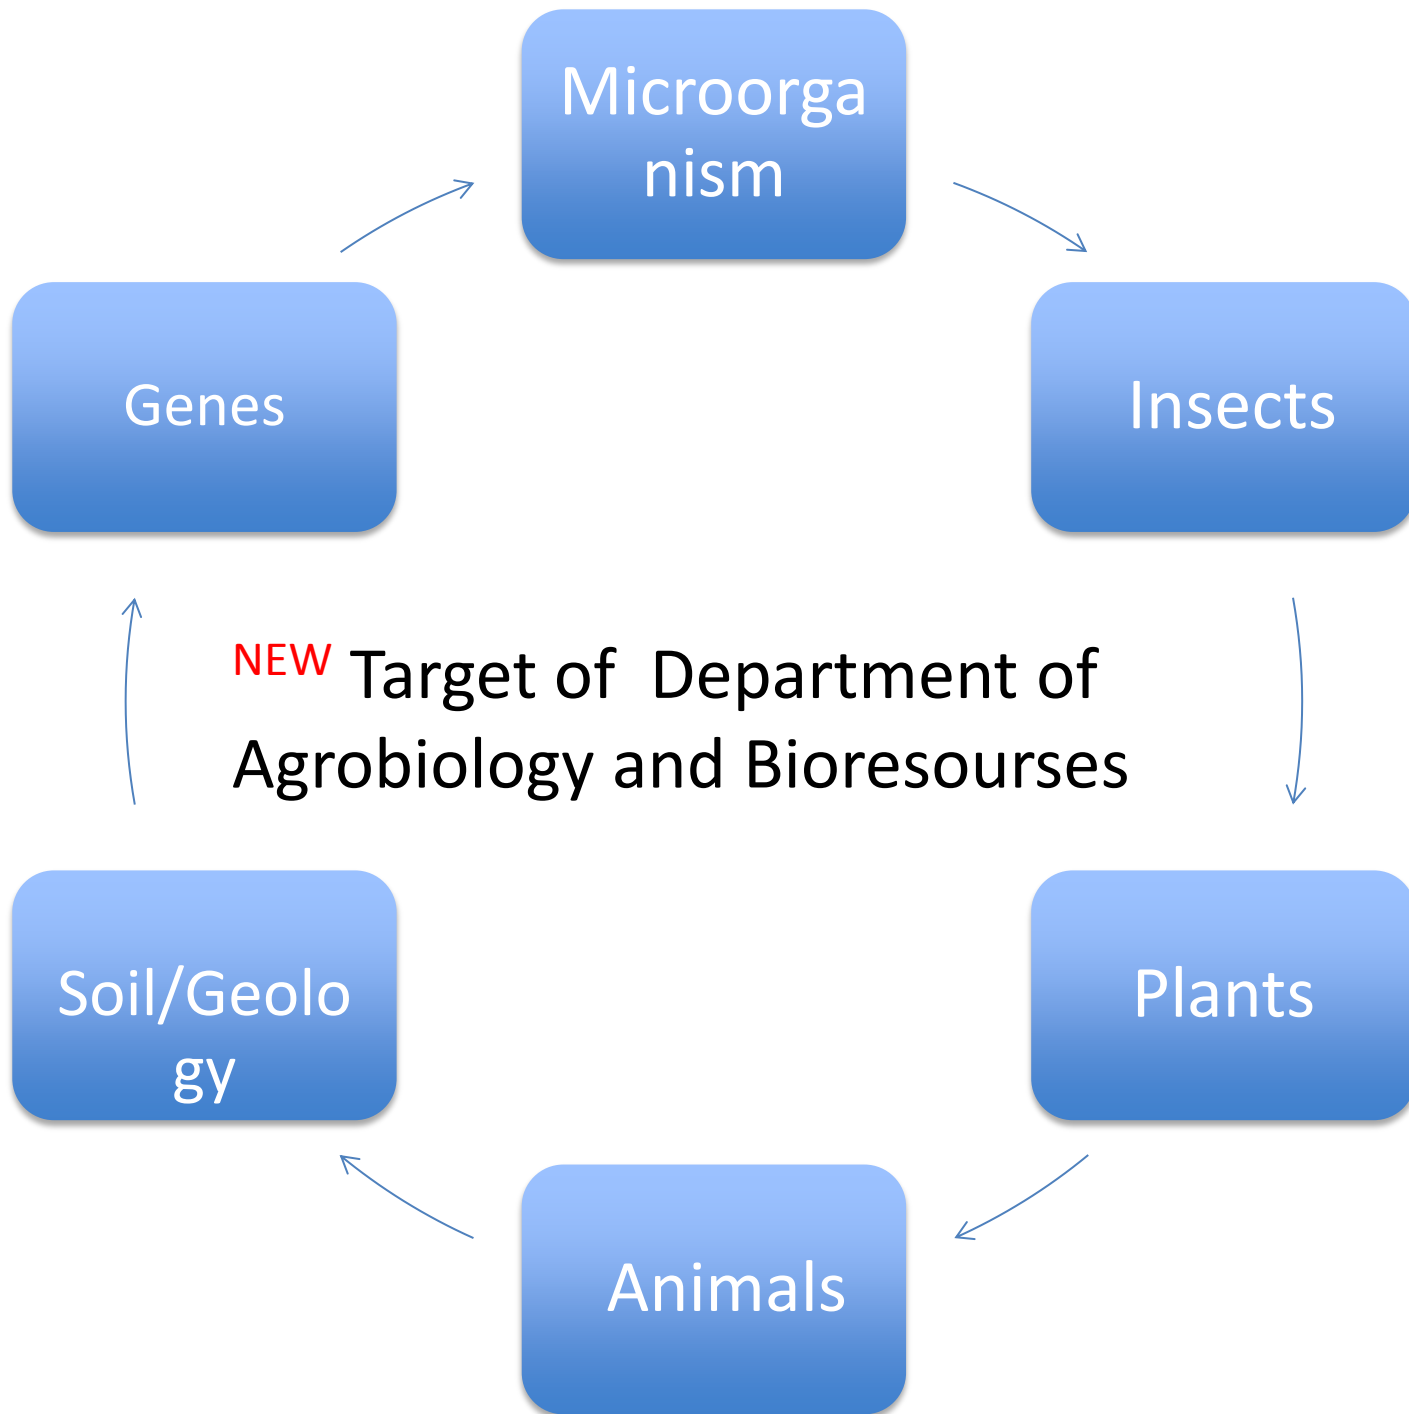 Microorga
nism
Genes
Insects
NEW Target of Department of
Agrobiology and Bioresourses
Soil/Geolo
gy
Plants
Animals